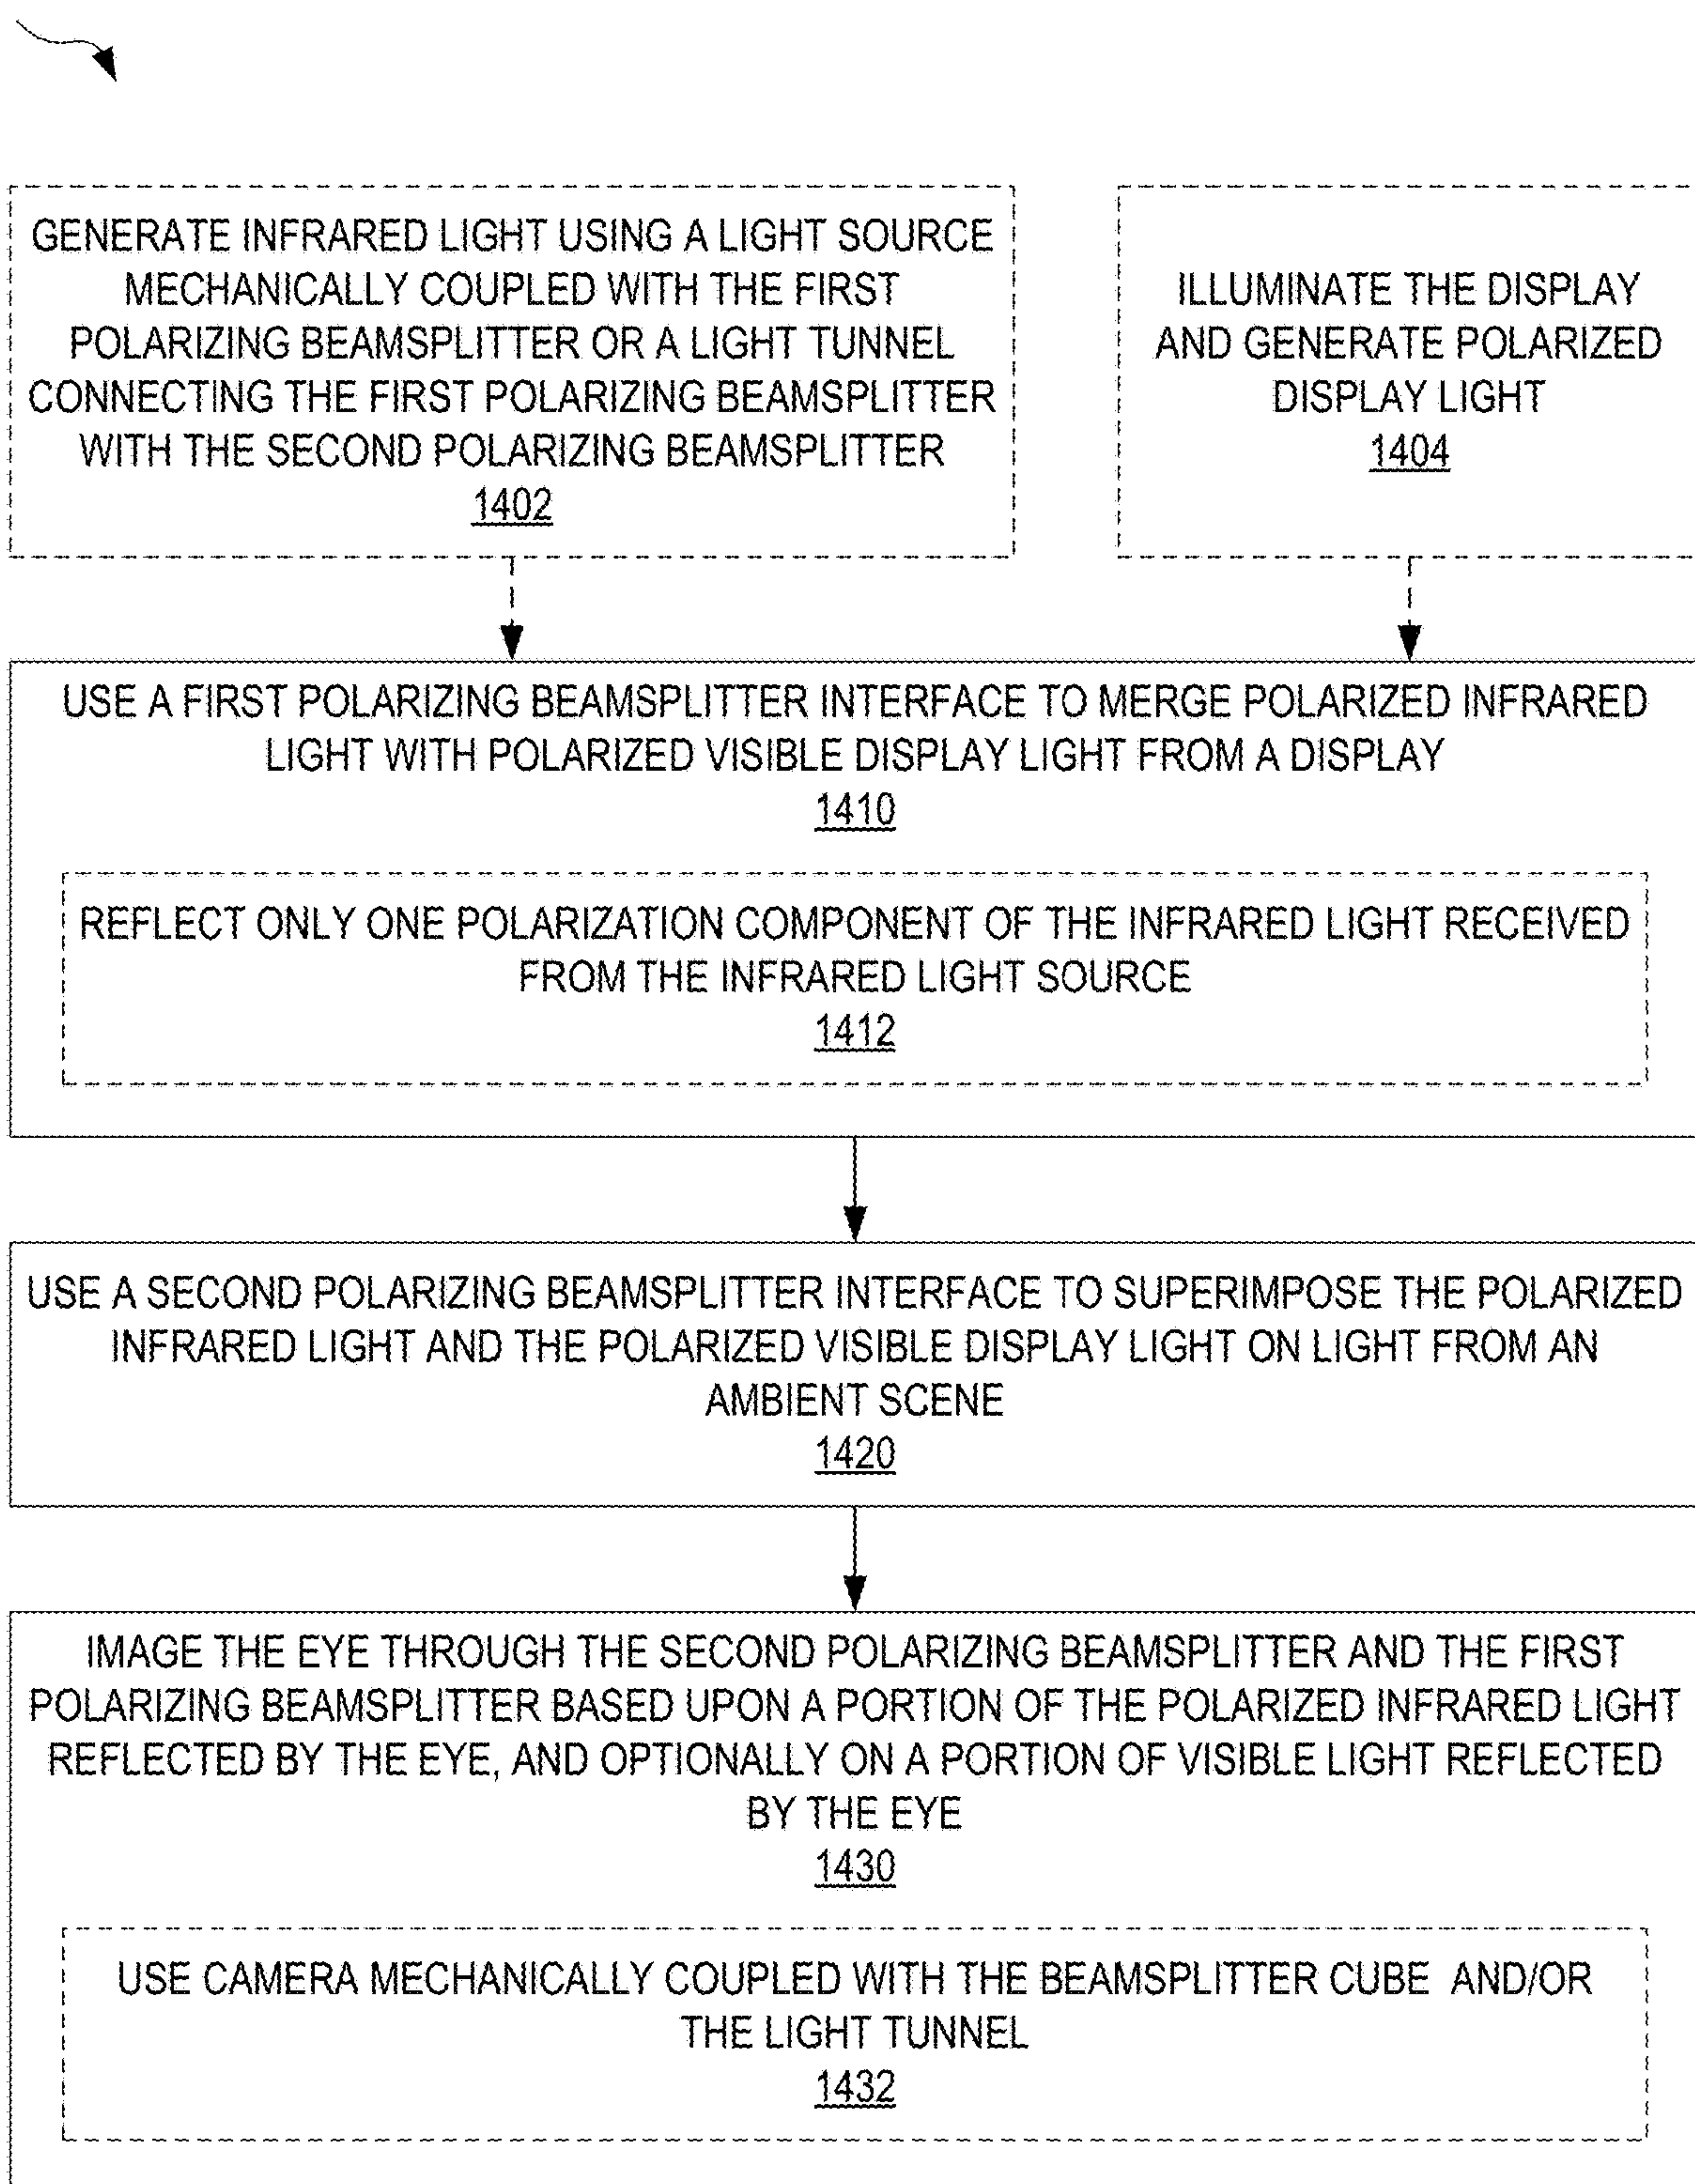 GENERATE INFRARED LIGHT USING A LIGHT SOURCE
MECHANICALLY COUPLED WITH THE FIRST
POLARIZING BEAMSPLITTER OR A LIGHT TUNNEL
CONNECTING THE FIRST POLARIZING BEAMSPLITTER
WITH THE SECOND POLARIZING BEAMSPLITTER
1402
ILLUMINATE THE DISPLAY
AND GENERATE POLARIZED
DISPLAY LIGHT
1404
USE A FIRST POLARIZING BEAMSPLITTER INTERFACE TO MERGE POLARIZED INFRARED
LIGHT WITH POLARIZED VISIBLE DISPLAY LIGHT FROM A DISPLAY
1410
REFLECT ONLY ONE POLARIZATION COMPONENT OF THE INFRARED LIGHT RECEIVED
FROM THE INFRARED LIGHT SOURCE
1412
USE A SECOND POLARIZING BEAMSPLITTER INTERFACE TO SUPERIMPOSE THE POLARIZED
INFRARED LIGHT AND THE POLARIZED VISIBLE DISPLAY LIGHT ON LIGHT FROM AN
AMBIENT SCENE
1420
IMAGE THE EYE THROUGH THE SECOND POLARIZING BEAMSPLITTER AND THE FIRST
POLARIZING BEAMSPLITTER BASED UPON A PORTION OF THE POLARIZED INFRARED LIGHT
REFLECTED BY THE EYE, AND OPTIONALLY ON A PORTION OF VISIBLE LIGHT REFLECTED
BY THE EYE
1430
USE CAMERA MECHANICALLY COUPLED WITH THE BEAMSPLITTER CUBE AND/OR
THE LIGHT TUNNEL
1432